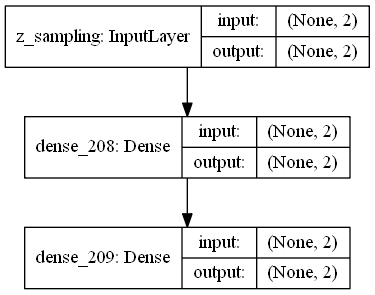 z_sampling: InputLayer
input: (None, 2)
output: (None, 2)
dense_208: Dense
input: (None, 2)
output: (None, 2)
dense_209: Dense
input: (None, 2)
output: (None, 2)